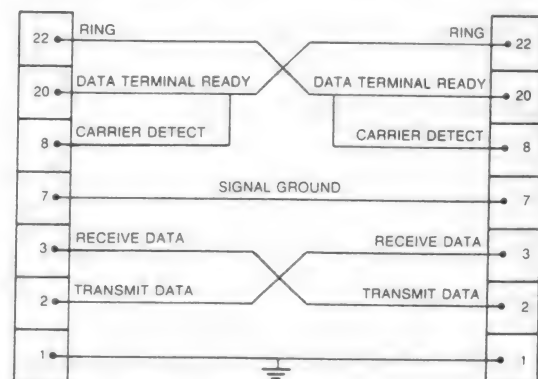 22 RING RING 22
20 DATA TERMINAL READY DATA TERMINAL READY 20
8 CARRIER DETECT CARRIER DETECT 8
7 SIGNAL GROUND 7
3 RECEIVE DATA RECEIVE DATA 3
2 TRANSMIT DATA TRANSMIT DATA 2
1 1